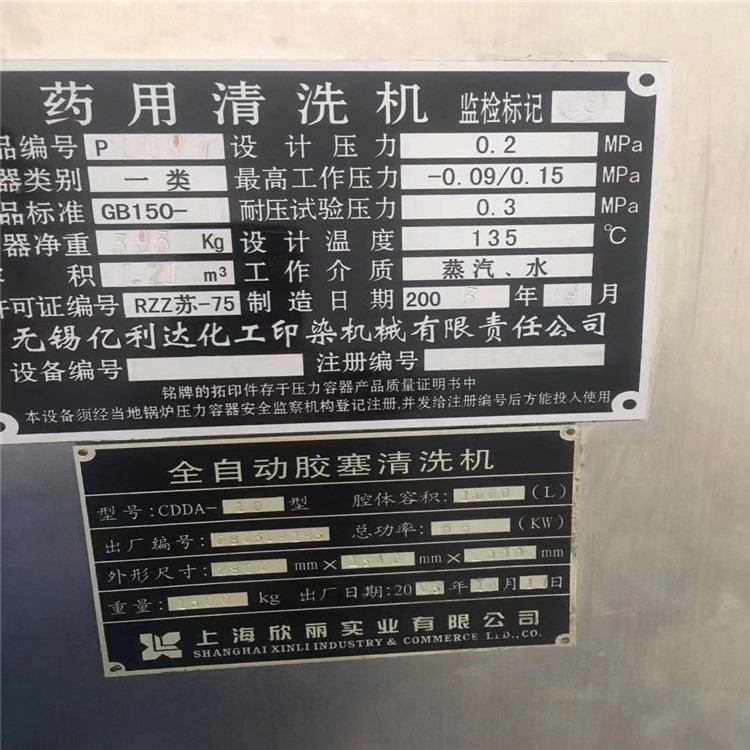 药用清洗机 监检标记
品编号 P 设计压力 0.2 MPa
器类别 一类 最高工作压力 -0.09/0.15 MPa
品标准 GB150- 耐压试验压力 0.3 MPa
器净重 393 Kg 设计温度 135 ℃
积 m³ 工作介质 蒸汽、水
许可证编号 RZZ苏-75 制造日期 200 年 月
无锡亿利达化工印染机械有限责任公司
设备编号 注册编号
铭牌的拓印件存于压力容器产品质量证明书中
本设备须经当地锅炉压力容器安全监察机构登记注册,并发给注册编号后方能投入使用
全自动胶塞清洗机
型号:CDDA-10型 腔体容积: (L)
出厂编号: 总功率: (KW)
外形尺寸: mm× mm× mm
重量: kg 出厂日期:20 年10月 日
上海欣丽实业有限公司
SHANGHAI XINLI INDUSTRY & COMMERCE LTD.,CO.